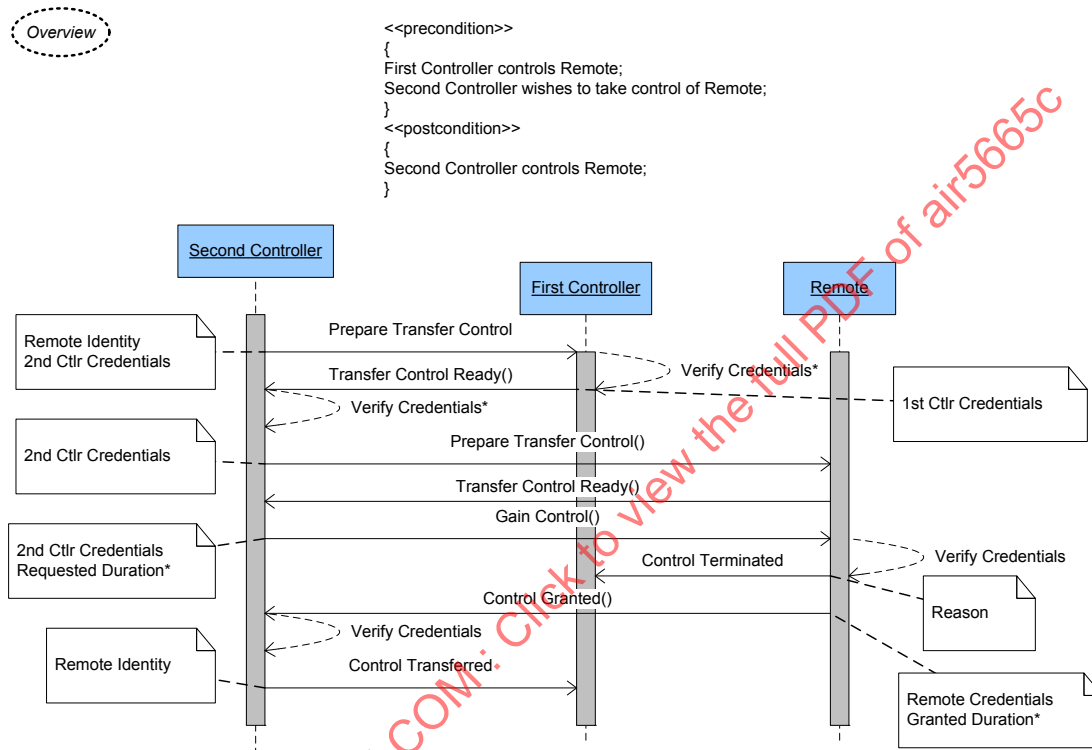 Overview
<<precondition>>
{
First Controller controls Remote;
Second Controller wishes to take control of Remote;
}
<<postcondition>>
{
Second Controller controls Remote;
}
Second Controller
First Controller
Remote
Remote Identity
2nd Ctlr Credentials
Prepare Transfer Control
Verify Credentials*
Transfer Control Ready()
1st Ctlr Credentials
Verify Credentials*
2nd Ctlr Credentials
Prepare Transfer Control()
Transfer Control Ready()
Gain Control()
2nd Ctlr Credentials
Requested Duration*
Verify Credentials
Control Terminated
Reason
Control Granted()
Verify Credentials
Remote Identity
Control Transferred
Remote Credentials
Granted Duration*
COM : Click to view the full PDF of air5665c